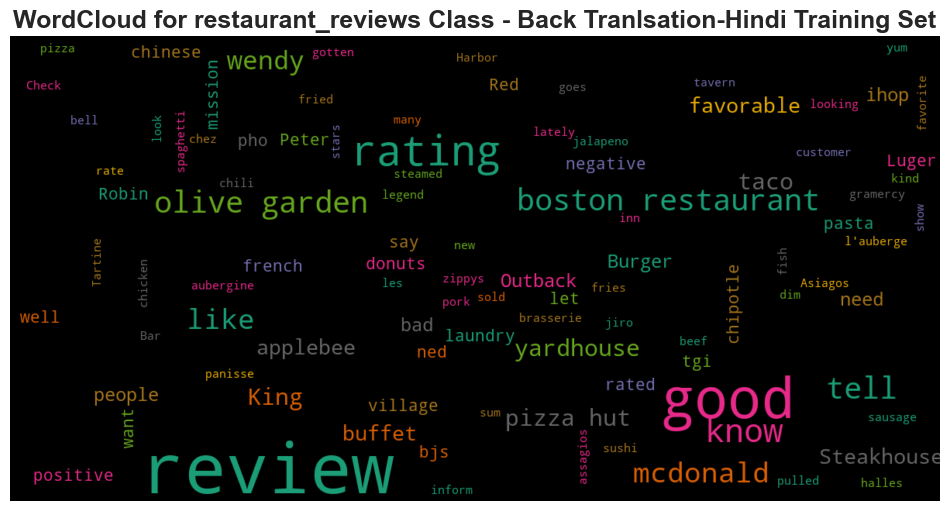 WordCloud for restaurant_reviews Class - Back Tranlsation-Hindi Training Set
pizza
chinese
wendy
gotten
Harbor
yum
Check
mission
fried
Red
goes
tavern
favorable
looking
ihop
favorite
bell
look
spaghetti
chez
pho
Peter
stars
many
rating
lately
jalapeno
negative
customer
Luger
rate
Robin
chili
olive garden
steamed
legend
boston restaurant
inn
taco
kind
gramercy
pasta
show
l'auberge
Tartine
chicken
french
aubergine
say
donuts
les
new
zippys
pork
sold
Outback
fries
let
Burger
chipotle
fish
dim
Asiagos
need
well
Bar
like
applebee
bad
ned
laundry
brasserie
jiro
yardhouse
beef
tgi
panisse
people
King
village
rated
good
tell
want
buffet
sum
pizza hut
know
sausage
positive
review
bjs
inform
assagios
sushi
mcdonald
Steakhouse
pulled
halles